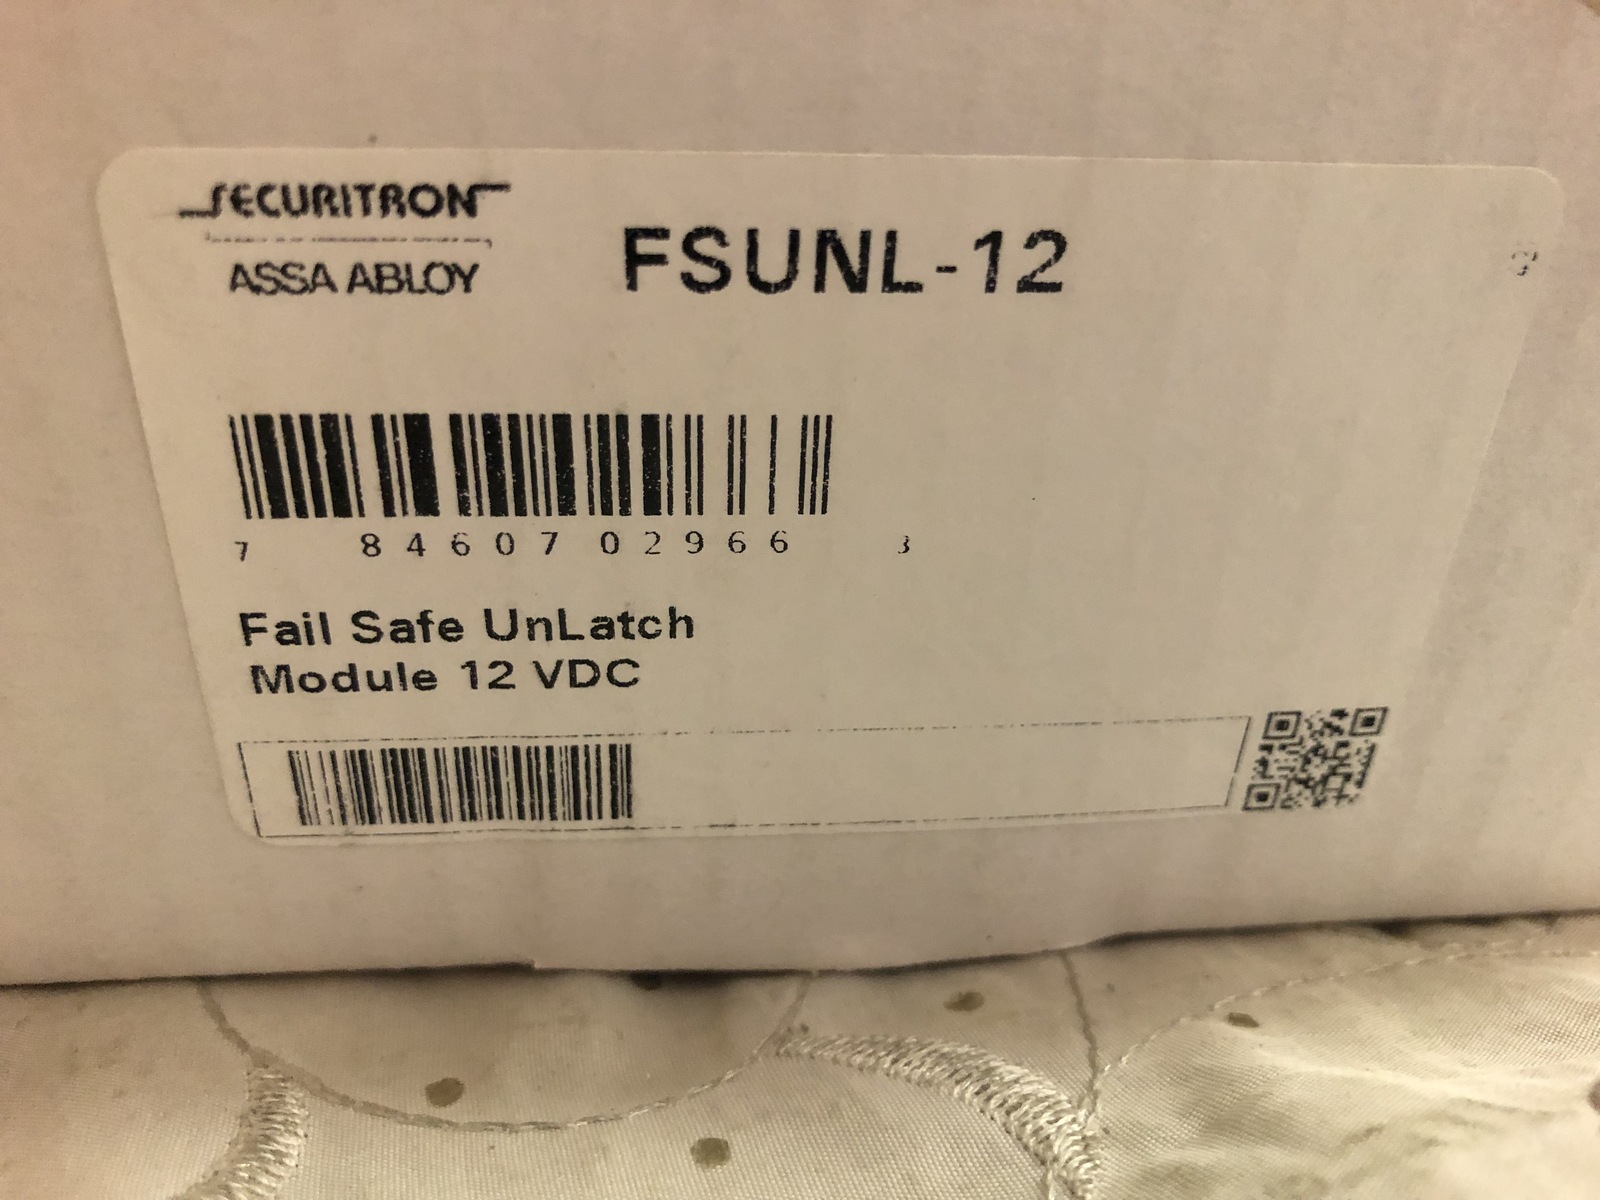 SECURITRON
ASSA ABLOY
FSUNL-12
7 84607 02966 3
Fail Safe UnLatch
Module 12 VDC